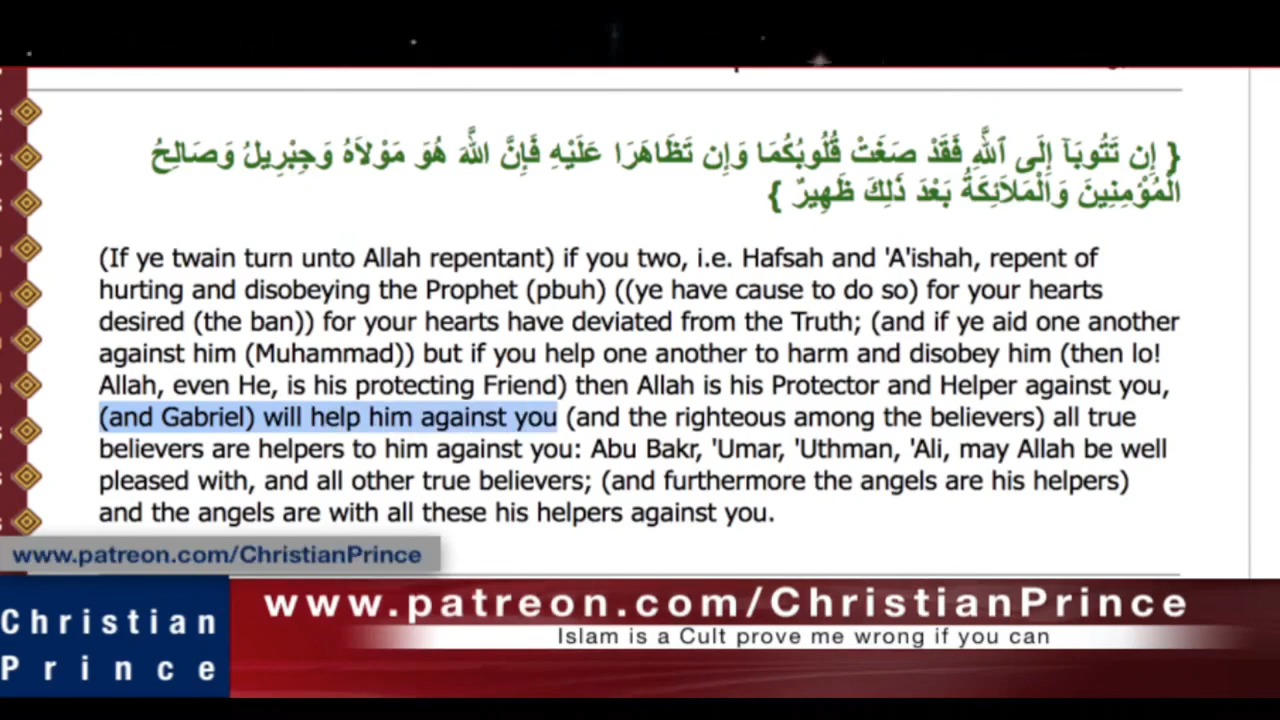 { إِن تَتُوبَآ إِلَى ٱللَّهِ فَقَدْ صَغَتْ قُلُوبُكُمَا وَإِن تَظَاهَرَا عَلَيْهِ فَإِنَّ اللَّهَ هُوَ مَوْلاَهُ وَجِبْرِيلُ وَصَالِحُ
الْمُؤْمِنِينَ وَالْمَلاَئِكَةُ بَعْدَ ذَلِكَ ظَهِيرٌ }
(If ye twain turn unto Allah repentant) if you two, i.e. Hafsah and 'A'ishah, repent of
hurting and disobeying the Prophet (pbuh) ((ye have cause to do so) for your hearts
desired (the ban)) for your hearts have deviated from the Truth; (and if ye aid one another
against him (Muhammad)) but if you help one another to harm and disobey him (then lo!
Allah, even He, is his protecting Friend) then Allah is his Protector and Helper against you,
(and Gabriel) will help him against you (and the righteous among the believers) all true
believers are helpers to him against you: Abu Bakr, 'Umar, 'Uthman, 'Ali, may Allah be well
pleased with, and all other true believers; (and furthermore the angels are his helpers)
and the angels are with all these his helpers against you.
www.patreon.com/ChristianPrince
www.patreon.com/ChristianPrince
Islam is a Cult prove me wrong if you can
Christian
Prince